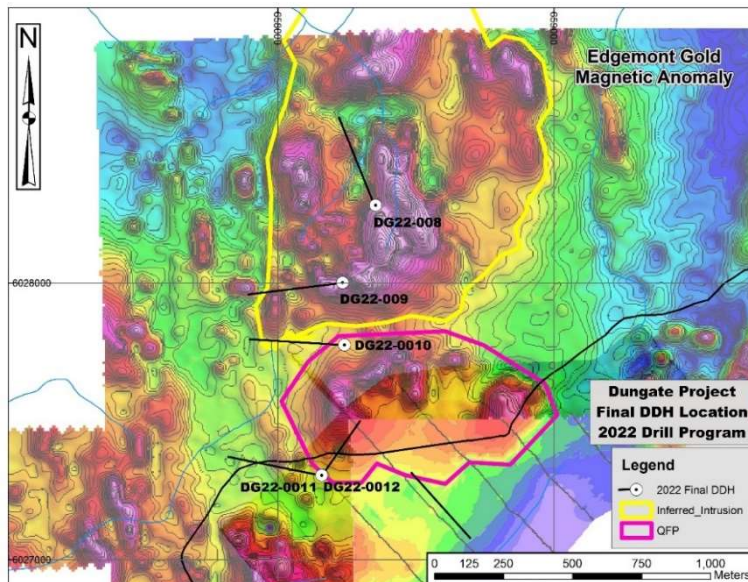 N
Edgemont Gold
Magnetic Anomaly
DG22-008
6028000
DG22-009
DG22-0010
Dungate Project
Final DDH Location
2022 Drill Program
Legend
2022 Final DDH
Inferred_Intrusion
QFP
DG22-0011 DG22-0012
6027000
0 125 250 500 750 1,000
Meters